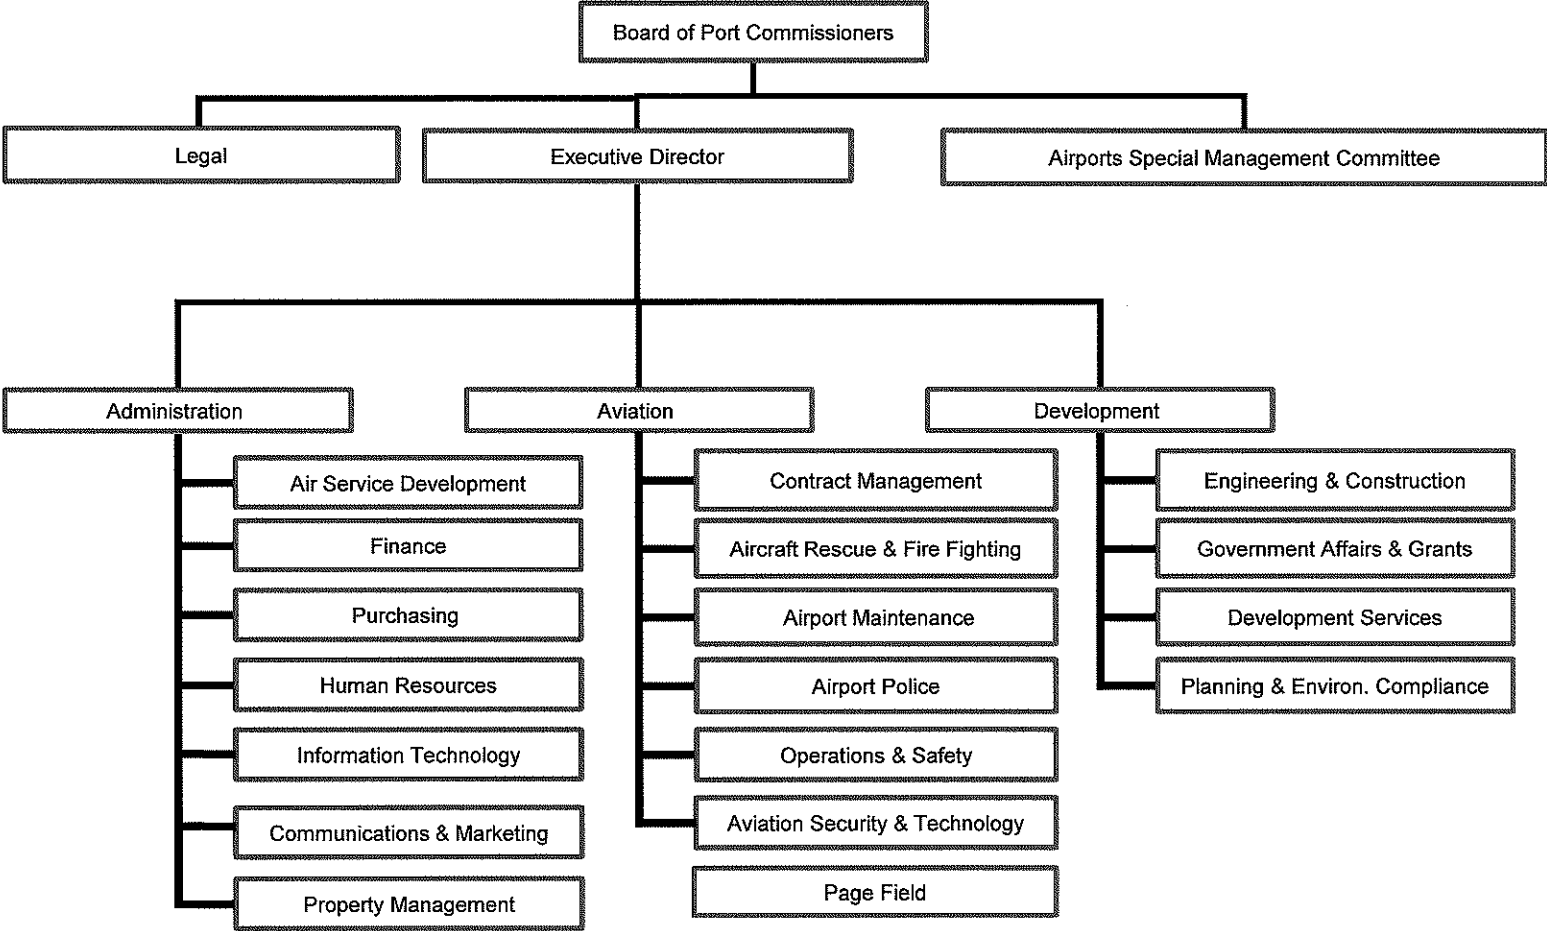 Board of Port Commissioners
Legal
Executive Director
Airports Special Management Committee
Administration
Aviation
Development
Air Service Development
Finance
Purchasing
Human Resources
Information Technology
Communications & Marketing
Property Management
Contract Management
Aircraft Rescue & Fire Fighting
Airport Maintenance
Airport Police
Operations & Safety
Aviation Security & Technology
Page Field
Engineering & Construction
Government Affairs & Grants
Development Services
Planning & Environ. Compliance